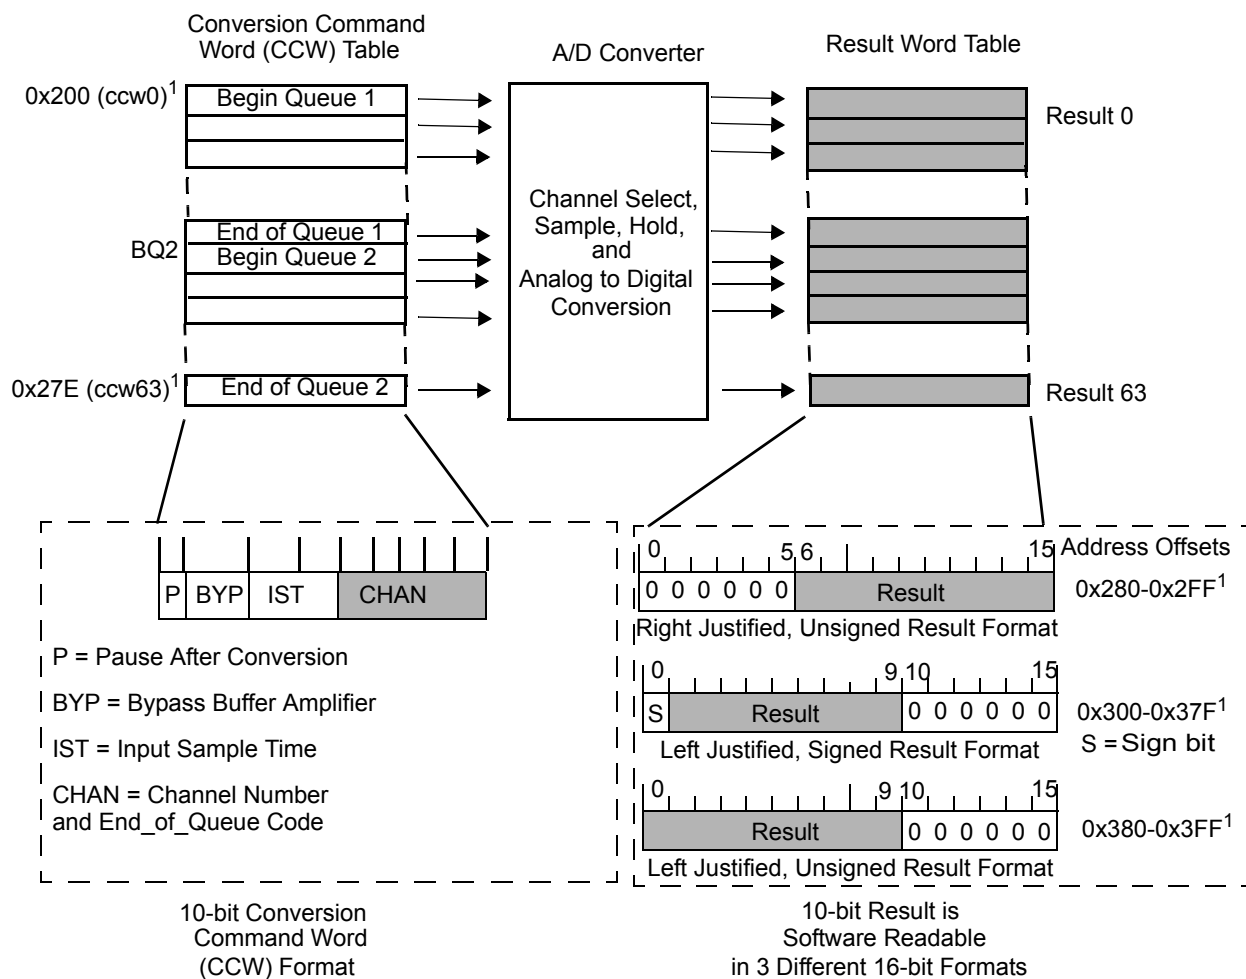 Conversion Command
Word (CCW) Table
A/D Converter
Result Word Table
0x200 (ccw0)1
Begin Queue 1
Result 0
Channel Select,
Sample, Hold,
and
Analog to Digital
Conversion
End of Queue 1
BQ2
Begin Queue 2
0x27E (ccw63)1
End of Queue 2
Result 63
P BYP IST CHAN
P = Pause After Conversion
BYP = Bypass Buffer Amplifier
IST = Input Sample Time
CHAN = Channel Number
and End_of_Queue Code
0 5 6 15 Address Offsets
0 0 0 0 0 0 Result 0x280-0x2FF1
Right Justified, Unsigned Result Format
0 9 10 15
S Result 0 0 0 0 0 0 0x300-0x37F1
S = Sign bit
Left Justified, Signed Result Format
0 9 10 15
Result 0 0 0 0 0 0 0x380-0x3FF1
Left Justified, Unsigned Result Format
10-bit Conversion
Command Word
(CCW) Format
10-bit Result is
Software Readable
in 3 Different 16-bit Formats